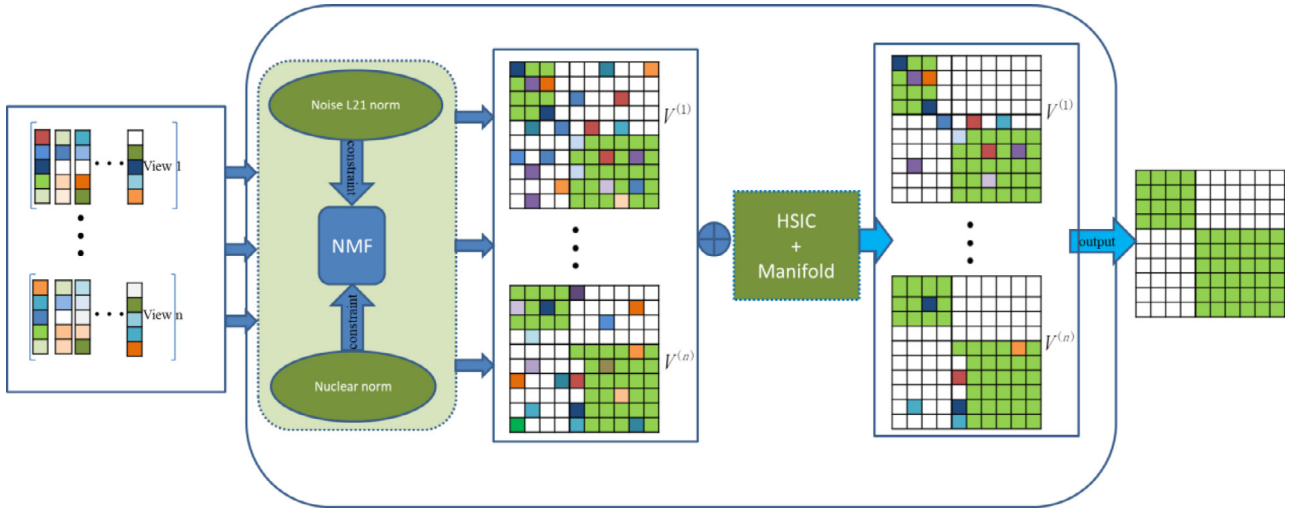 View 1
View n
Noise L21 norm
constraint
NMF
constraint
Nuclear norm
V^{(1)}
V^{(n)}
HSIC
+
Manifold
V^{(1)}
V^{(n)}
output